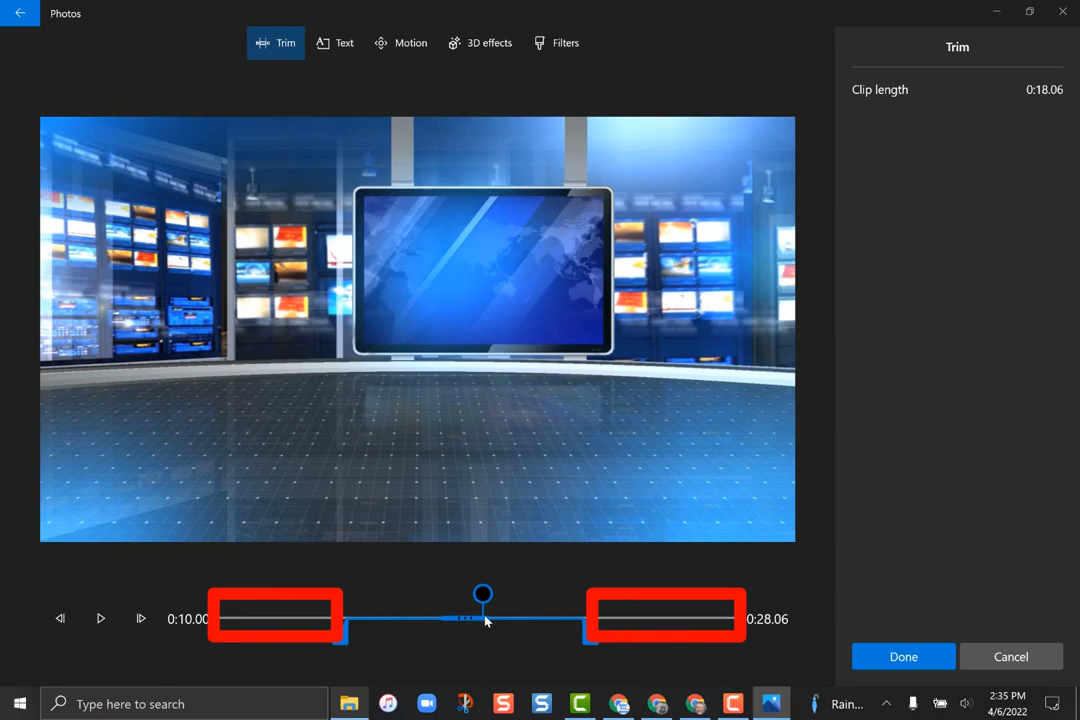 Photos
Trim
Text
Motion
3D effects
Filters
Trim
Clip length 0:18.06
0:10.00
0:28.06
Done
Cancel
Type here to search
Rain...
2:35 PM
4/6/2022